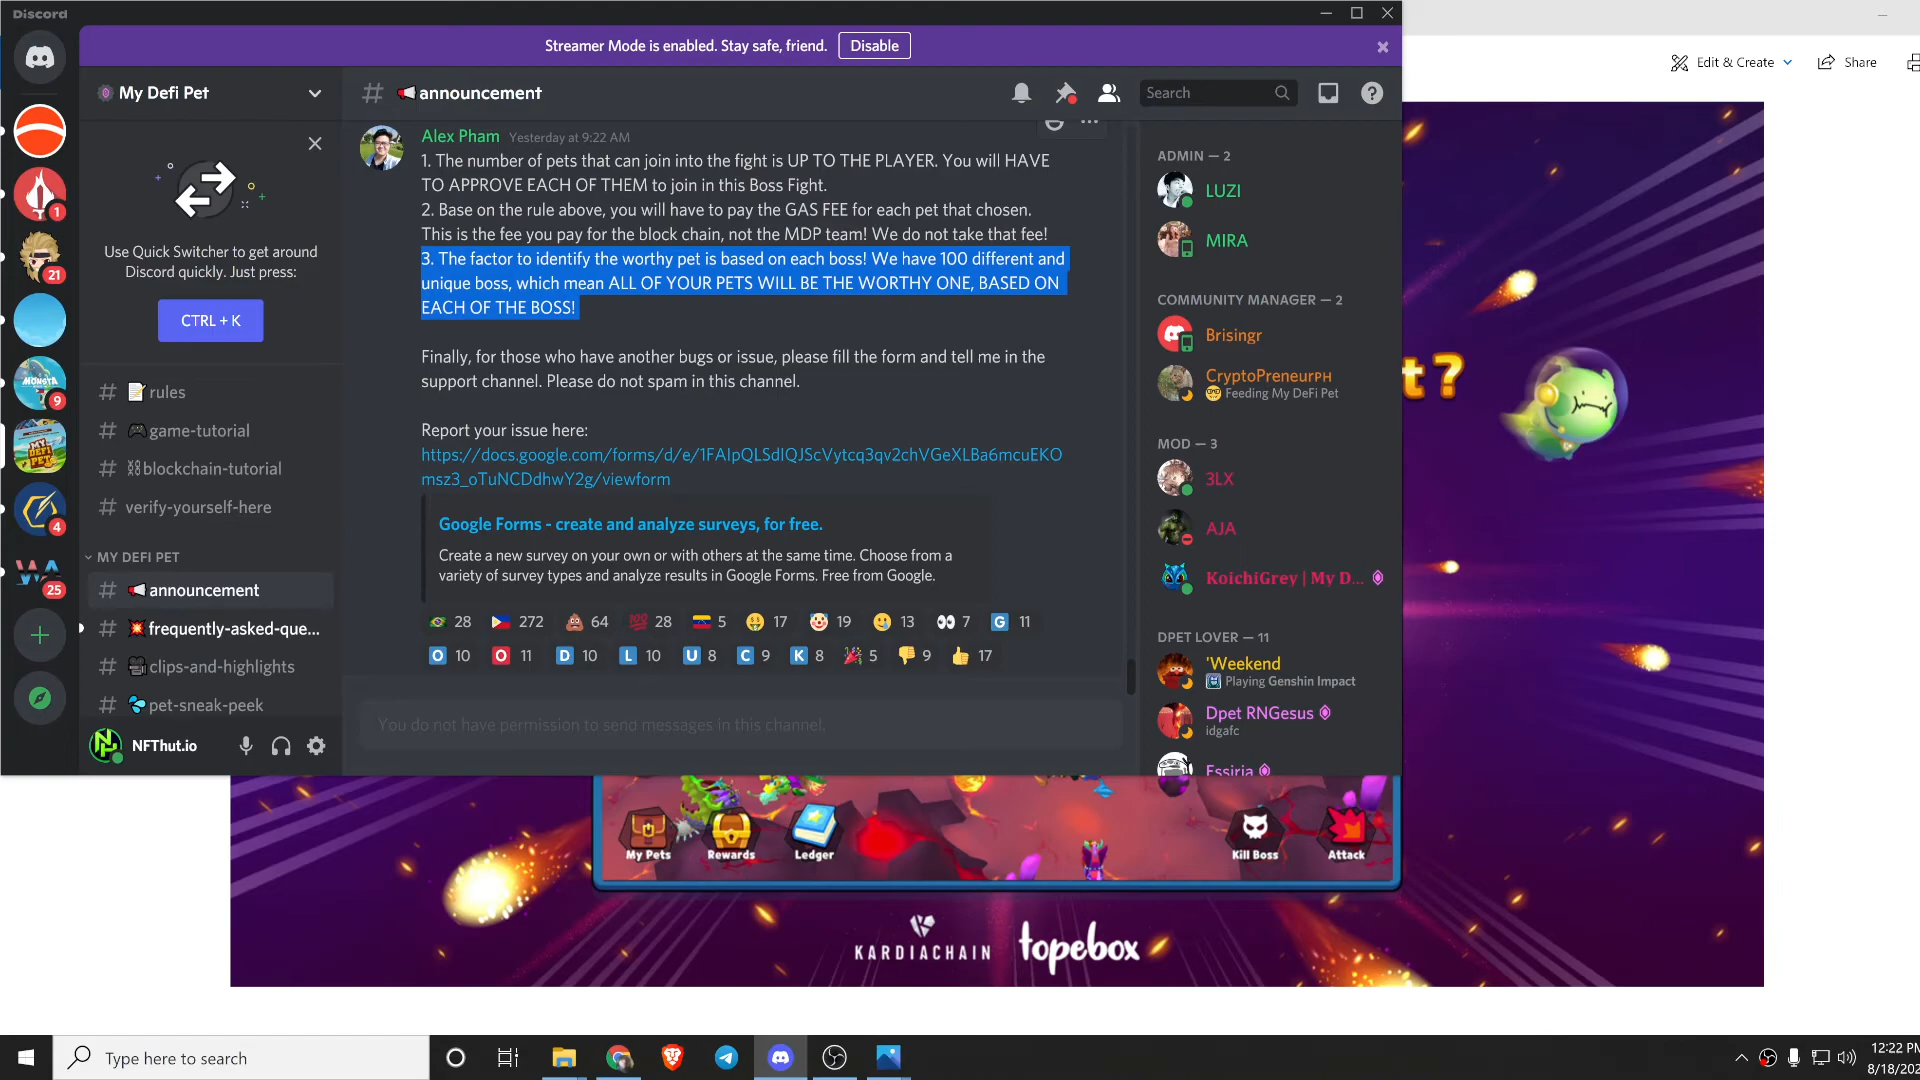 Discord
Streamer Mode is enabled. Stay safe, friend.
Disable
Edit & Create
Share
My Defi Pet
announcement
Search
Alex Pham Yesterday at 9:22 AM
1. The number of pets that can join into the fight is UP TO THE PLAYER. You will HAVE
TO APPROVE EACH OF THEM to join in this Boss Fight.
2. Base on the rule above, you will have to pay the GAS FEE for each pet that chosen.
This is the fee you pay for the block chain, not the MDP team! We do not take that fee!
3. The factor to identify the worthy pet is based on each boss! We have 100 different and
unique boss, which mean ALL OF YOUR PETS WILL BE THE WORTHY ONE, BASED ON
EACH OF THE BOSS!
Finally, for those who have another bugs or issue, please fill the form and tell me in the
support channel. Please do not spam in this channel.
Report your issue here:
https://docs.google.com/forms/d/e/1FAIpQLSdIQJScVytcq3qv2chVGeXLBa6mcuEKO
msz3_oTuNCDdhwY2g/viewform
Google Forms - create and analyze surveys, for free.
Create a new survey on your own or with others at the same time. Choose from a
variety of survey types and analyze results in Google Forms. Free from Google.
28 272 64 28 5 17 19 13 7 G 11
O 10 O 11 D 10 L 10 U 8 C 9 K 8 5 9 17
You do not have permission to send messages in this channel.
Use Quick Switcher to get around
Discord quickly. Just press:
CTRL + K
# rules
# game-tutorial
# blockchain-tutorial
# verify-yourself-here
MY DEFI PET
# announcement
# frequently-asked-que...
# clips-and-highlights
# pet-sneak-peek
NFThut.io
1
21
MONSTA
9
MY DEFI PET
4
25
ADMIN — 2
LUZI
MIRA
COMMUNITY MANAGER — 2
Brisingr
CryptoPreneurPH
Feeding My DeFi Pet
MOD — 3
3LX
AJA
KoichiGrey | My D...
DPET LOVER — 11
'Weekend
Playing Genshin Impact
Dpet RNGesus
idgafc
Essiria
t?
My Pets
Rewards
Ledger
Kill Boss
Attack
KARDIACHAIN
topebox
Type here to search
12:22 PM
8/18/202